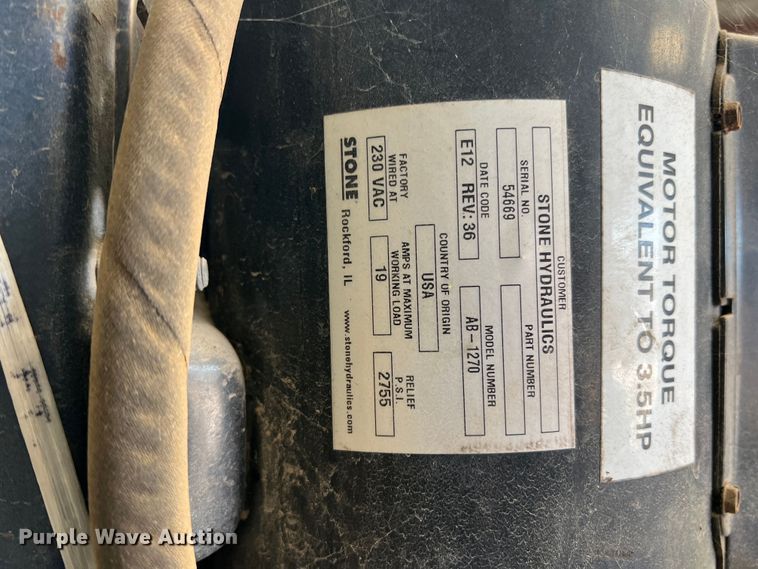 MOTOR TORQUE
EQUIVALENT TO 3.5HP
CUSTOMER
STONE HYDRAULICS
SERIAL NO. PART NUMBER
54669
DATE CODE MODEL NUMBER
E12 REV: 36 AB-1270
COUNTRY OF ORIGIN
USA
FACTORY WIRED AT
230 VAC
AMPS AT MAXIMUM
WORKING LOAD
19
RELIEF
P.S.I.
2755
STONE Rockford, IL www.stonehydraulics.com
Purple Wave Auction